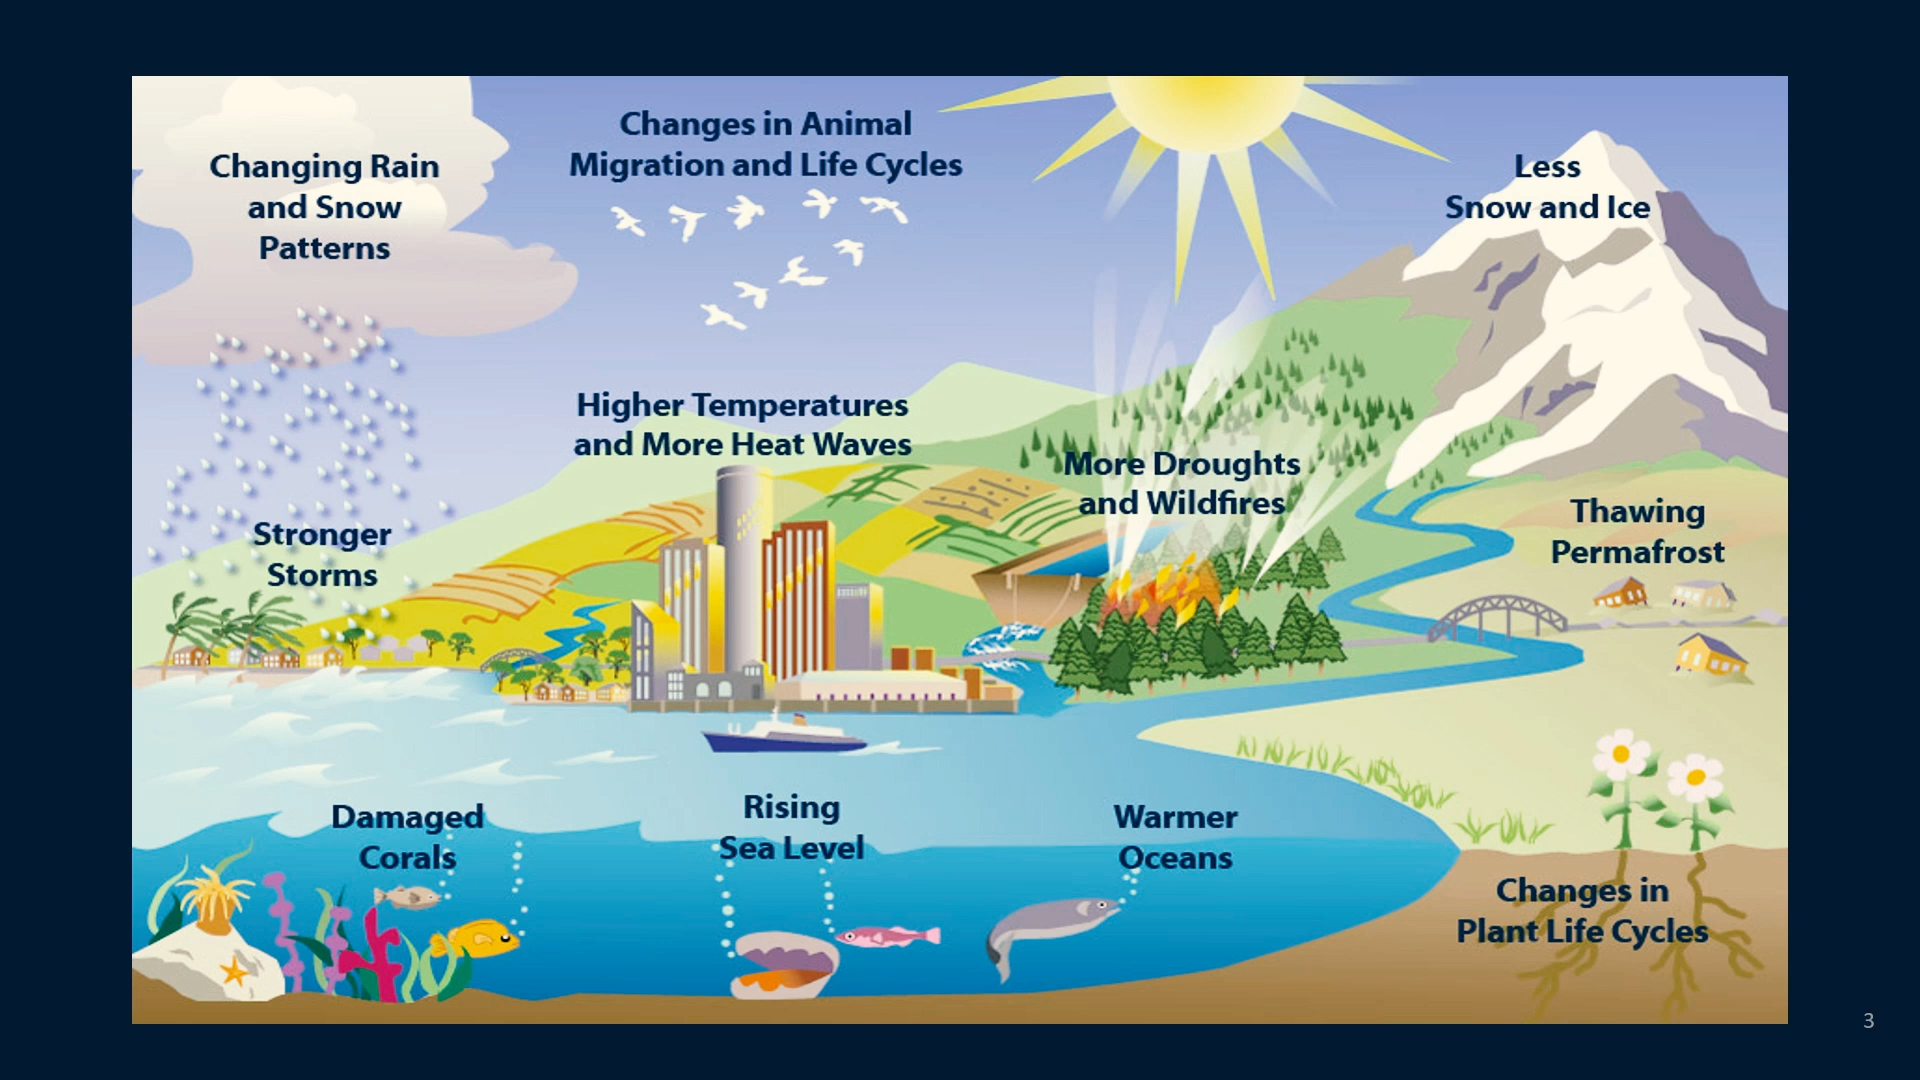 Changes in Animal
Migration and Life Cycles
Changing Rain
and Snow
Patterns
Less
Snow and Ice
Higher Temperatures
and More Heat Waves
More Droughts
and Wildfires
Stronger
Storms
Thawing
Permafrost
Damaged
Corals
Rising
Sea Level
Warmer
Oceans
Changes in
Plant Life Cycles
3